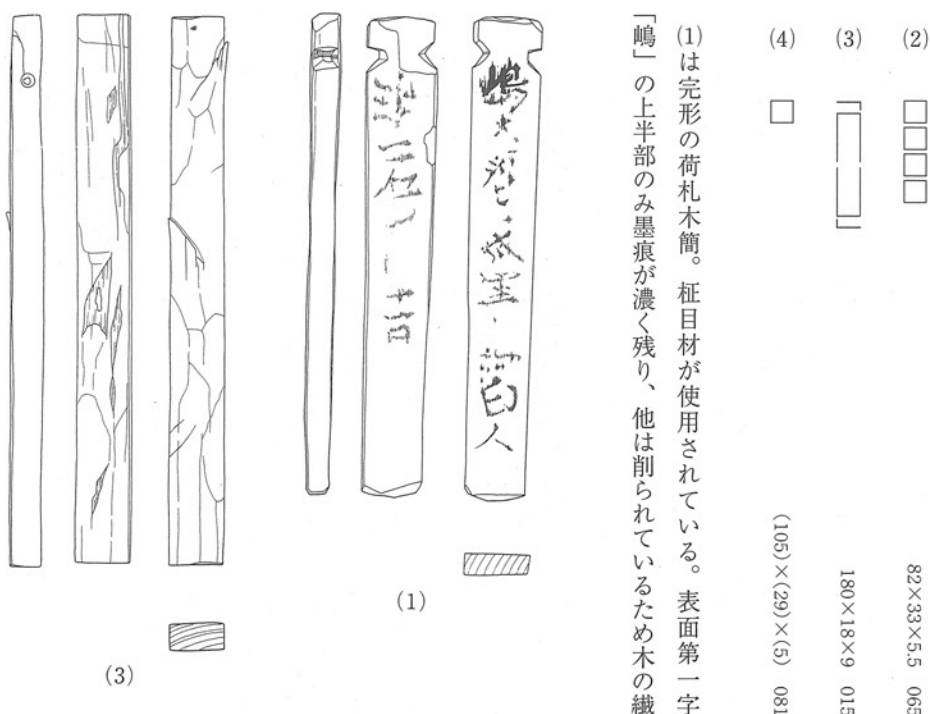 (2) □□□□ 82×33×5.5 065
(3) 「［　］」 180×18×9 015
(4) □ (105)×(29)×(5) 081
(1)は完形の荷札木簡。柾目材が使用されている。表面第一字
「嶋」の上半部のみ墨痕が濃く残り、他は削られているため木の繊
嶋
白人
(1)
(3)